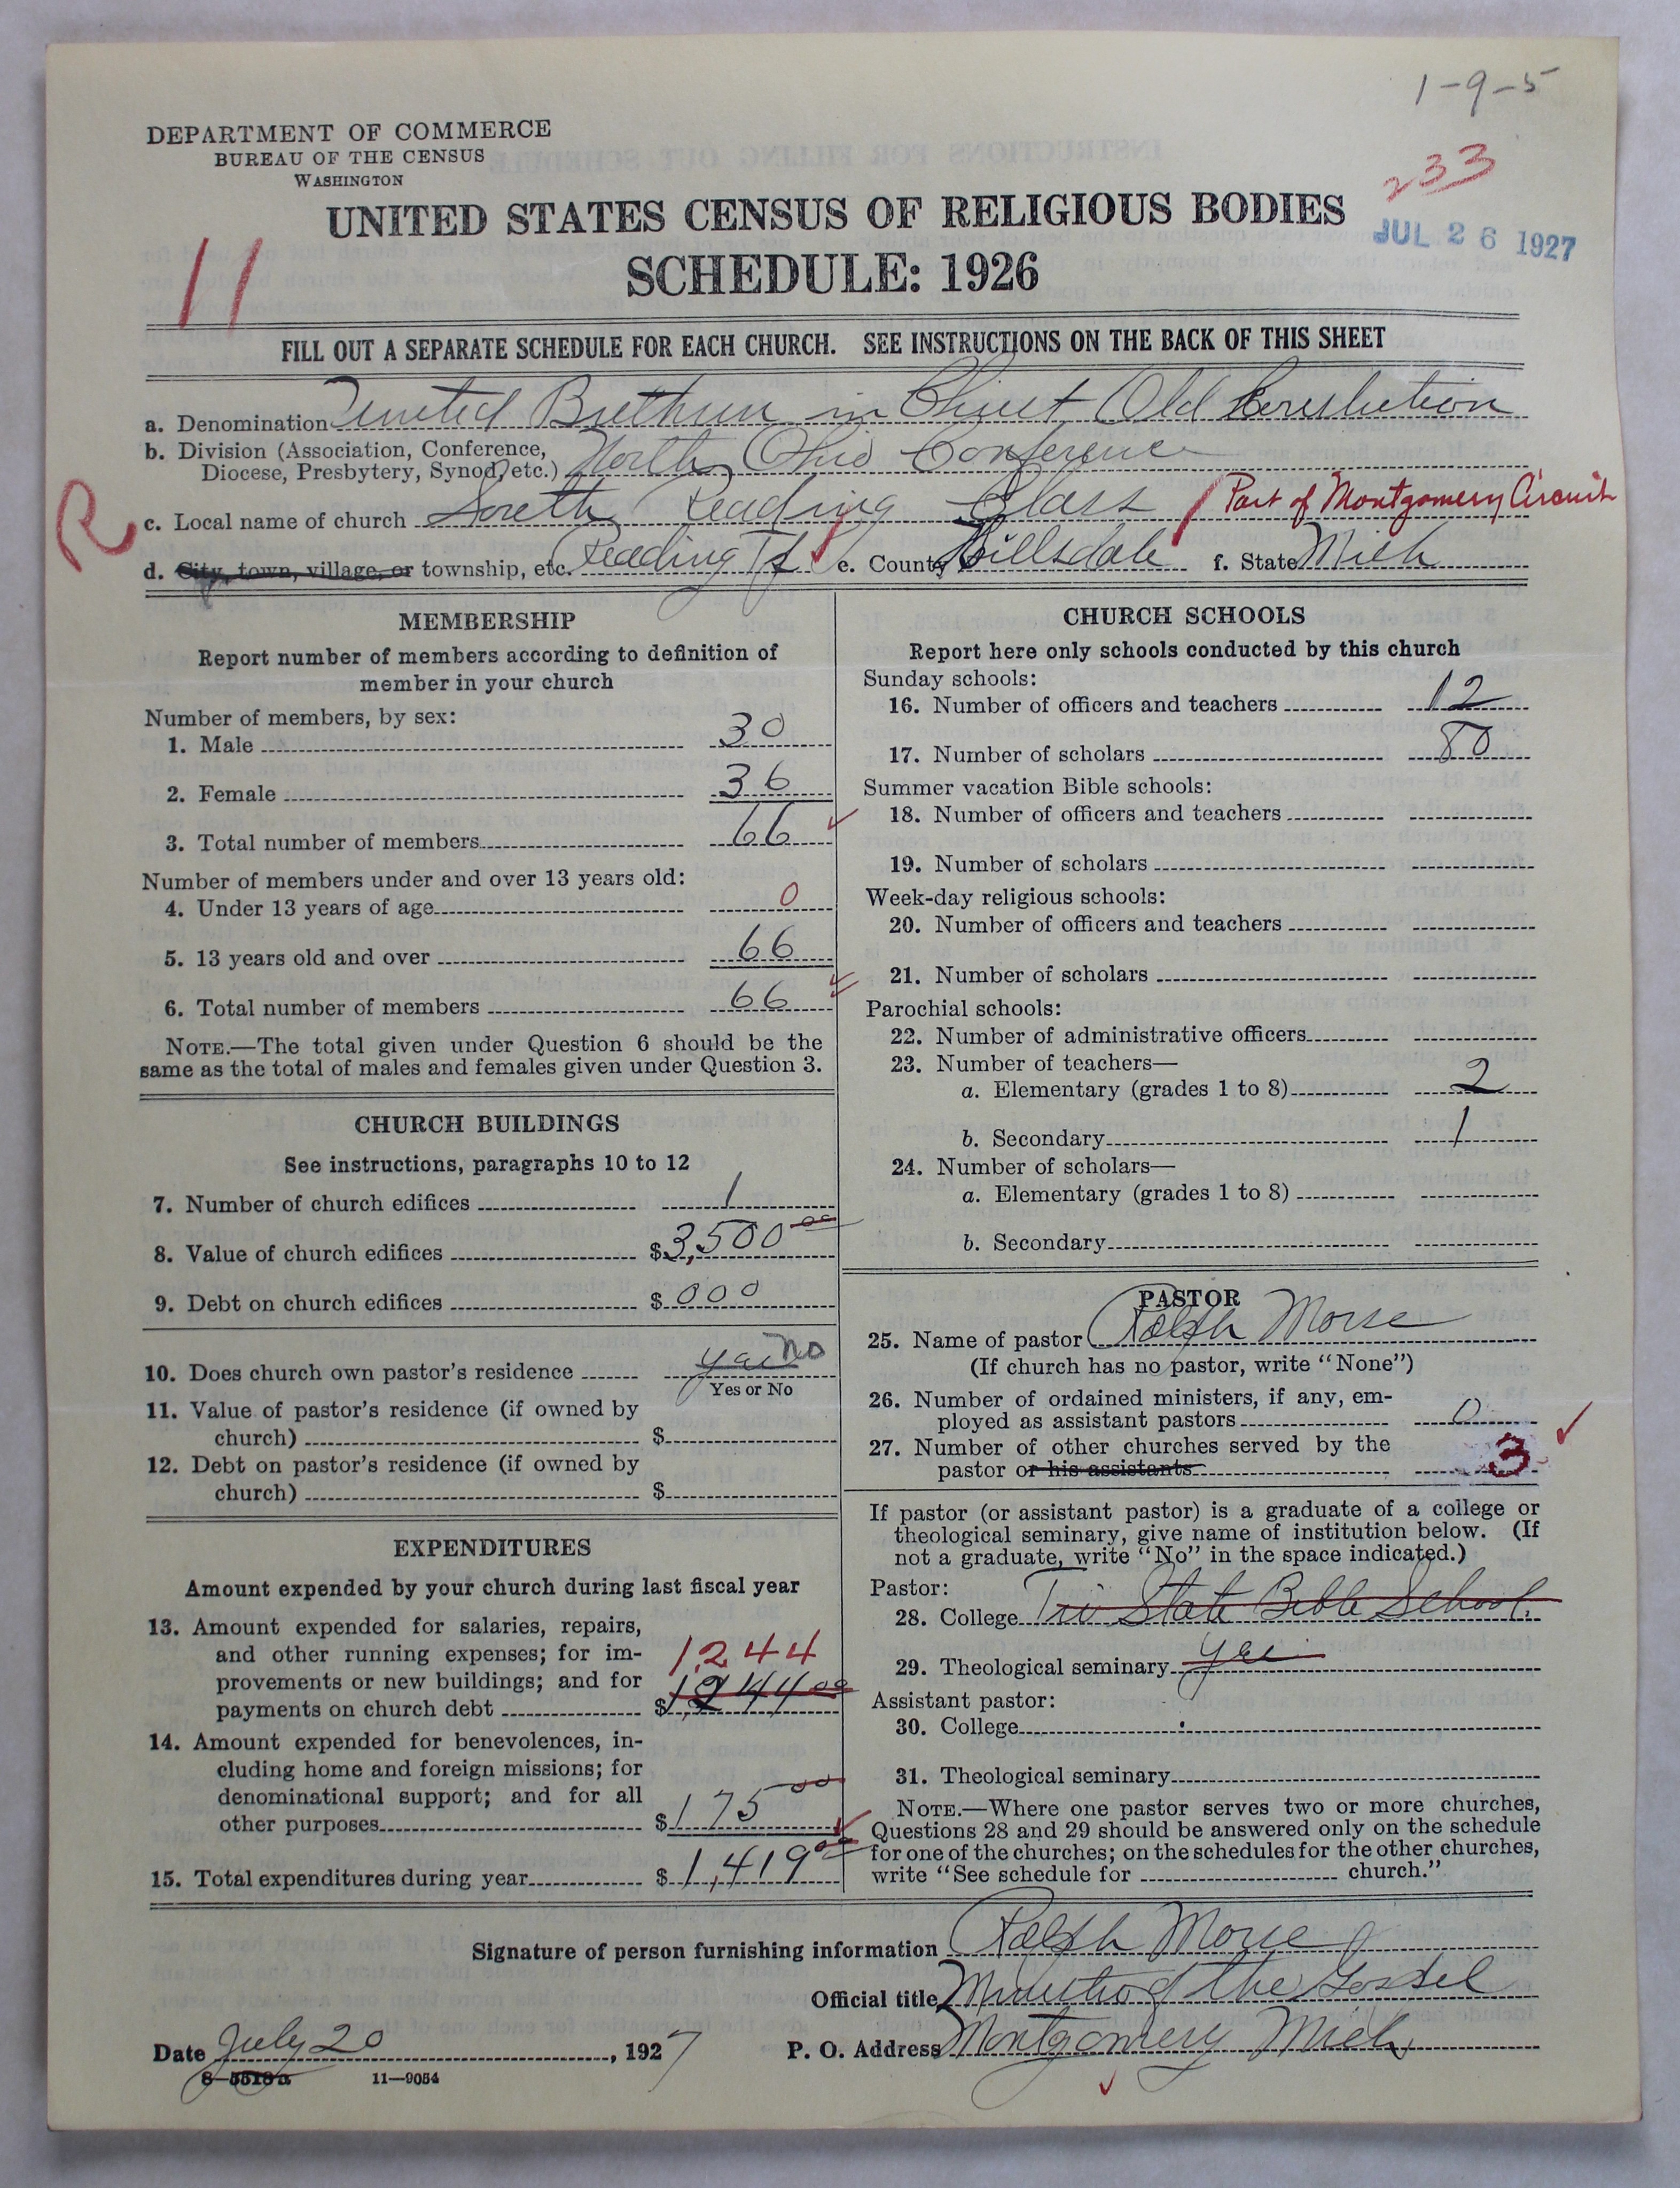 1-9-5
DEPARTMENT OF COMMERCE
BUREAU OF THE CENSUS
WASHINGTON
233
UNITED STATES CENSUS OF RELIGIOUS BODIES
JUL 26 1927
SCHEDULE: 1926
11
FILL OUT A SEPARATE SCHEDULE FOR EACH CHURCH. SEE INSTRUCTIONS ON THE BACK OF THIS SHEET
a. Denomination United Brethren in Christ Old Constitution
b. Division (Association, Conference,
Diocese, Presbytery, Synod, etc.) North Ohio Conference
R
c. Local name of church South Reading Class / Part of Montgomery Circuit
d. City, town, village, or township, etc. Reading Tp e. County Hillsdale f. State Mich
MEMBERSHIP
Report number of members according to definition of
member in your church
Number of members, by sex:
1. Male 30
2. Female 36
3. Total number of members 66
Number of members under and over 13 years old:
4. Under 13 years of age 0
5. 13 years old and over 66
6. Total number of members 66
NOTE.—The total given under Question 6 should be the
same as the total of males and females given under Question 3.
CHURCH BUILDINGS
See instructions, paragraphs 10 to 12
7. Number of church edifices 1
8. Value of church edifices $3,500 00
9. Debt on church edifices $ 000
10. Does church own pastor's residence yes no
Yes or No
11. Value of pastor's residence (if owned by
church) $
12. Debt on pastor's residence (if owned by
church) $
EXPENDITURES
Amount expended by your church during last fiscal year
13. Amount expended for salaries, repairs,
and other running expenses; for im-
provements or new buildings; and for 1,244
payments on church debt $1,244 00
14. Amount expended for benevolences, in-
cluding home and foreign missions; for
denominational support; and for all
other purposes $175 00
15. Total expenditures during year $1,419 00
CHURCH SCHOOLS
Report here only schools conducted by this church
Sunday schools:
16. Number of officers and teachers 12
17. Number of scholars 80
Summer vacation Bible schools:
18. Number of officers and teachers
19. Number of scholars
Week-day religious schools:
20. Number of officers and teachers
21. Number of scholars
Parochial schools:
22. Number of administrative officers
23. Number of teachers—
a. Elementary (grades 1 to 8) 2
b. Secondary 1
24. Number of scholars—
a. Elementary (grades 1 to 8)
b. Secondary
PASTOR
25. Name of pastor Ralph Morse
(If church has no pastor, write "None")
26. Number of ordained ministers, if any, em-
ployed as assistant pastors 0
27. Number of other churches served by the
pastor or his assistants 3
If pastor (or assistant pastor) is a graduate of a college or
theological seminary, give name of institution below. (If
not a graduate, write "No" in the space indicated.)
Pastor:
28. College Tri State Bible School.
29. Theological seminary yes
Assistant pastor:
30. College
31. Theological seminary
NOTE.—Where one pastor serves two or more churches,
Questions 28 and 29 should be answered only on the schedule
for one of the churches; on the schedules for the other churches,
write "See schedule for church."
Signature of person furnishing information Ralph Morse
Official title Minister of the Gospel
Date July 20, 1927 P. O. Address Montgomery Mich
8—5518a 11—9054